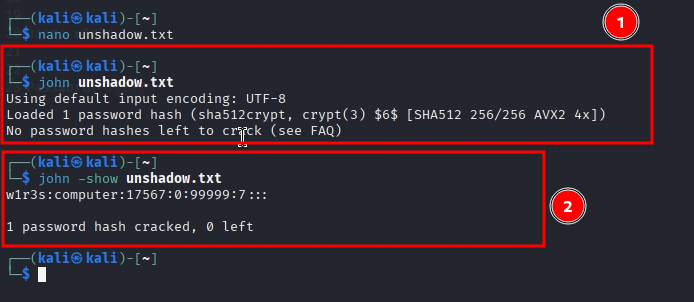 ┌──(kali㉿kali)-[~]
└─$ nano unshadow.txt
1
┌──(kali㉿kali)-[~]
└─$ john unshadow.txt
Using default input encoding: UTF-8
Loaded 1 password hash (sha512crypt, crypt(3) $6$ [SHA512 256/256 AVX2 4x])
No password hashes left to crack (see FAQ)
┌──(kali㉿kali)-[~]
└─$ john -show unshadow.txt
w1r3s:computer:17567:0:99999:7:::
2
1 password hash cracked, 0 left
┌──(kali㉿kali)-[~]
└─$